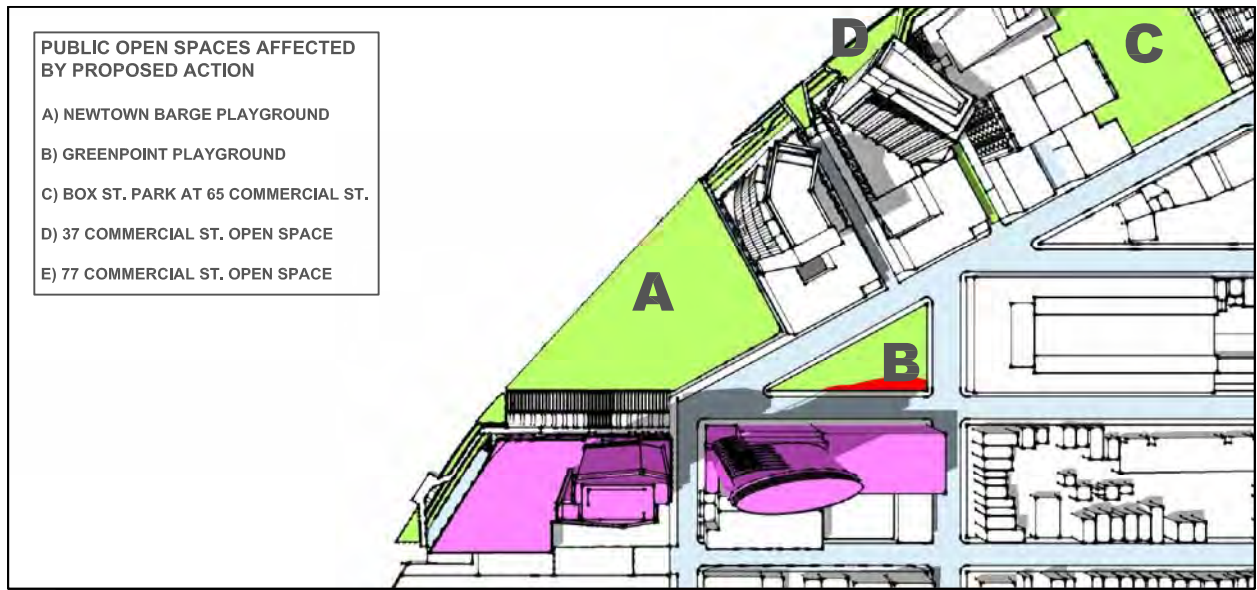 PUBLIC OPEN SPACES AFFECTED
BY PROPOSED ACTION
A) NEWTOWN BARGE PLAYGROUND
B) GREENPOINT PLAYGROUND
C) BOX ST. PARK AT 65 COMMERCIAL ST.
D) 37 COMMERCIAL ST. OPEN SPACE
E) 77 COMMERCIAL ST. OPEN SPACE
D
C
A
B